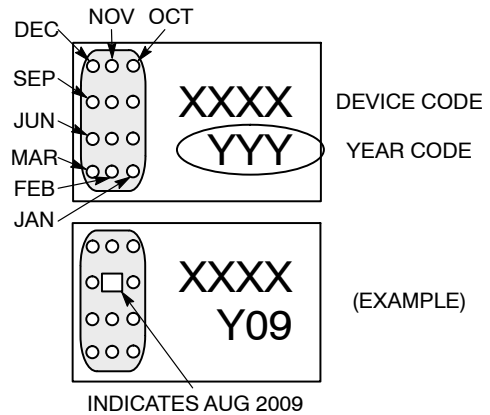 NOV OCT
DEC
SEP
XXXX DEVICE CODE
JUN
YYY YEAR CODE
MAR
FEB
JAN
XXXX
(EXAMPLE)
Y09
INDICATES AUG 2009